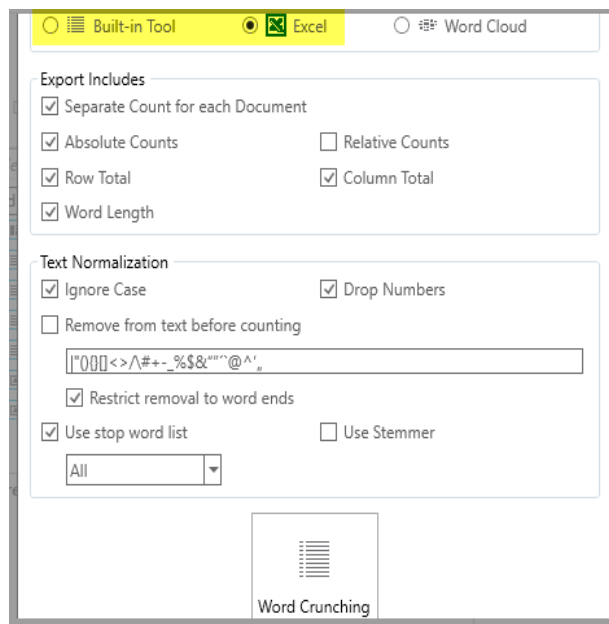 Built-in Tool Excel Word Cloud
Export Includes
Separate Count for each Document
Absolute Counts Relative Counts
Row Total Column Total
Word Length
Text Normalization
Ignore Case Drop Numbers
Remove from text before counting
|"(){}[]<>/\#+-_%$&“”´`@^',,
Restrict removal to word ends
Use stop word list Use Stemmer
All
Word Crunching